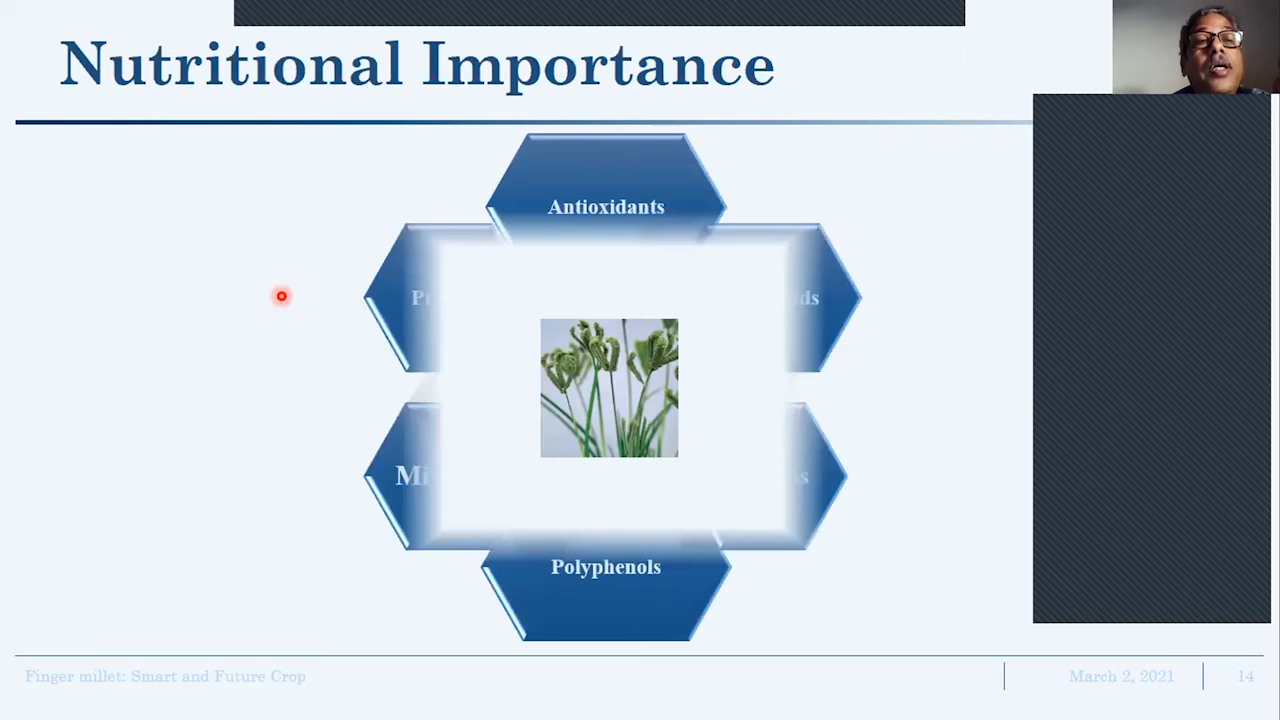 Nutritional Importance
Antioxidants
Polyphenols
Finger millet: Smart and Future Crop
March 2, 2021
14